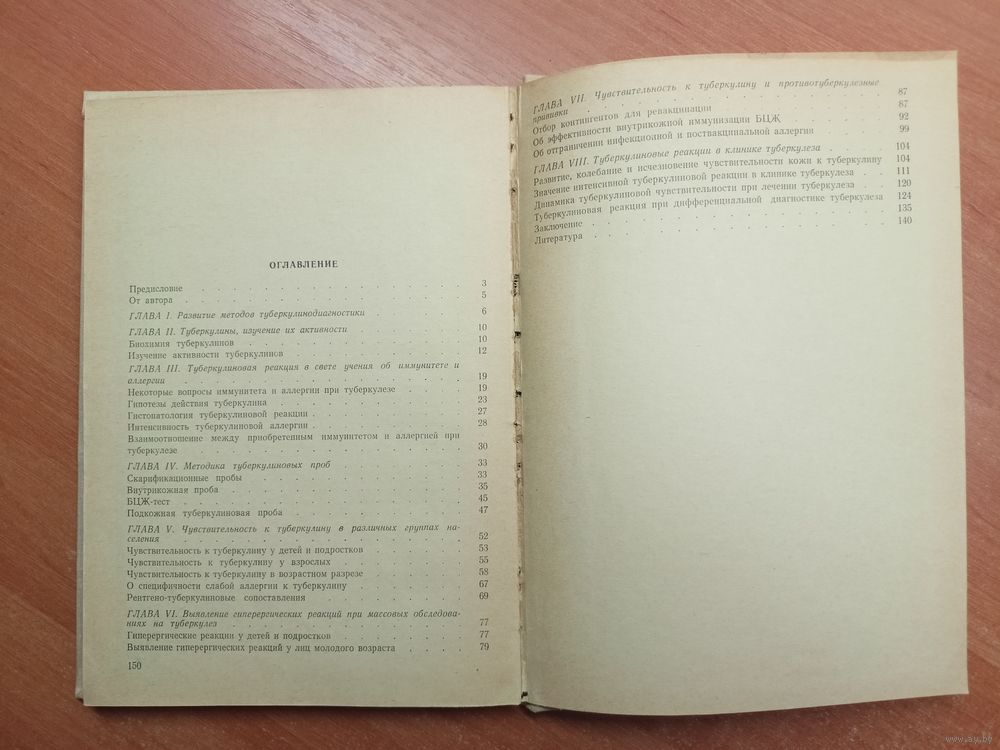 ОГЛАВЛЕНИЕ
Предисловие . . . . . . . . . . . . . 3
От автора . . . . . . . . . . . . . 5
ГЛАВА I. Развитие методов туберкулинодиагностики . . . . 6
ГЛАВА II. Туберкулины, изучение их активности . . . . . 10
Биохимия туберкулинов . . . . . . . . . . 10
Изучение активности туберкулинов . . . . . . . . 12
ГЛАВА III. Туберкулиновая реакция в свете учения об иммунитете и
аллергии . . . . . . . . . . . . . 19
Некоторые вопросы иммунитета и аллергии при туберкулезе . . . 19
Гипотезы действия туберкулина . . . . . . . . . 23
Гистопатология туберкулиновой реакции . . . . . . . 27
Интенсивность туберкулиновой аллергии . . . . . . . 28
Взаимоотношение между приобретенным иммунитетом и аллергией при
туберкулезе . . . . . . . . . . . . . 30
ГЛАВА IV. Методика туберкулиновых проб . . . . . . 33
Скарификационные пробы . . . . . . . . . . 33
Внутрикожная проба . . . . . . . . . . . 35
БЦЖ-тест . . . . . . . . . . . . . 45
Подкожная туберкулиновая проба . . . . . . . . 47
ГЛАВА V. Чувствительность к туберкулину в различных группах на-
селения . . . . . . . . . . . . . 52
Чувствительность к туберкулину у детей и подростков . . . . 53
Чувствительность к туберкулину у взрослых . . . . . . 55
Чувствительность к туберкулину в возрастном разрезе . . . . 58
О специфичности слабой аллергии к туберкулину . . . . . 67
Рентгено-туберкулиновые сопоставления . . . . . . 69
ГЛАВА VI. Выявление гиперергических реакций при массовых обследова-
ниях на туберкулез . . . . . . . . . . . 77
Гиперергические реакции у детей и подростков . . . . . 77
Выявление гиперергических реакций у лиц молодого возраста . . . . 79
150
ГЛАВА VII. Чувствительность к туберкулину и противотуберкулезные
прививки . . . . . . . . . . . . . 87
Отбор контингентов для ревакцинации . . . . . . . 87
Об эффективности внутрикожной иммунизации БЦЖ . . . . 92
Об отграничении инфекционной и поствакцинальной аллергии . . . 99
ГЛАВА VIII. Туберкулиновые реакции в клинике туберкулеза . . . . 104
Развитие, колебание и исчезновение чувствительности кожи к туберкулину 104
Значение интенсивной туберкулиновой реакции в клинике туберкулеза . . 111
Динамика туберкулиновой чувствительности при лечении туберкулеза . . 120
Туберкулиновая реакция при дифференциальной диагностике туберкулеза 124
Заключение . . . . . . . . . . . . . 135
Литература . . . . . . . . . . . . . 140
www.ay.by